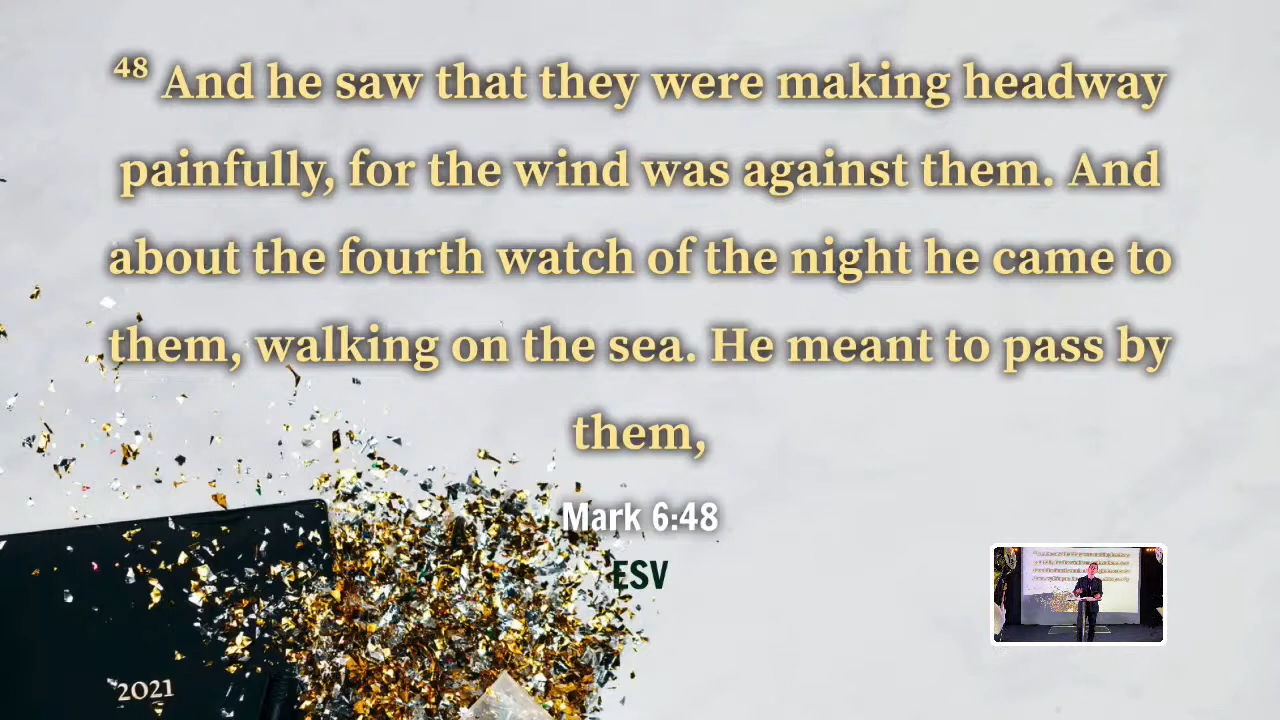 48 And he saw that they were making headway
painfully, for the wind was against them. And
about the fourth watch of the night he came to
them, walking on the sea. He meant to pass by
them,
Mark 6:48
ESV
2021